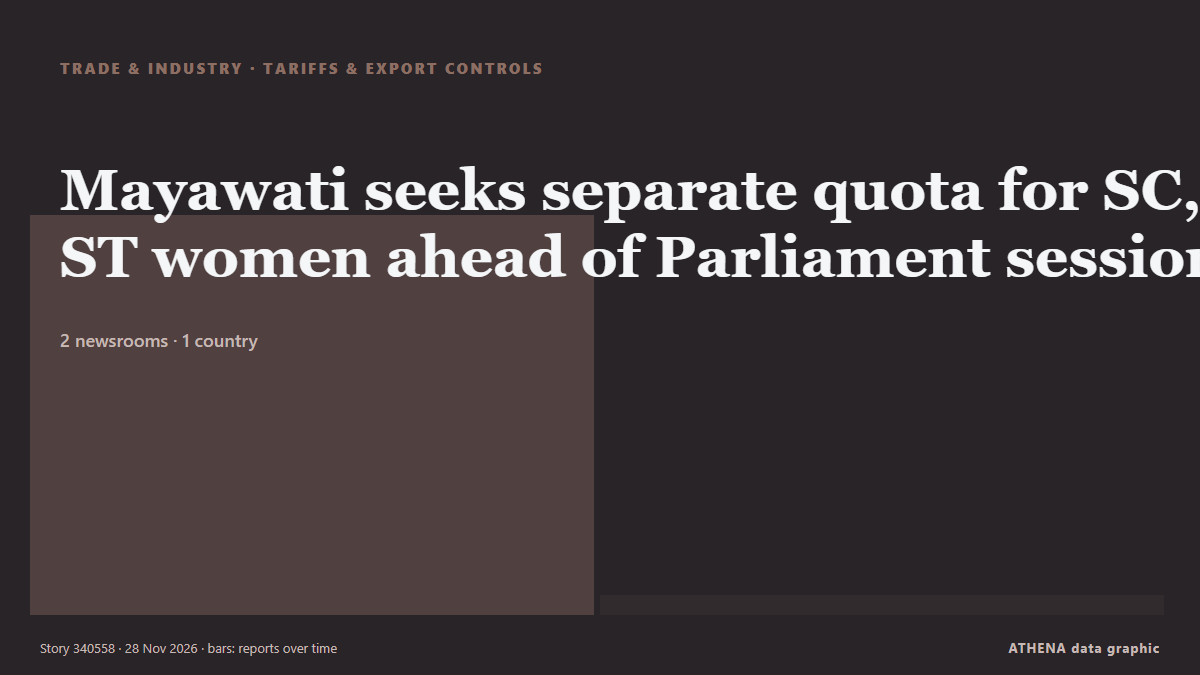 TRADE & INDUSTRY · TARIFFS & EXPORT CONTROLS
Mayawati seeks separate quota for SC,
ST women ahead of Parliament session
2 newsrooms · 1 country
Story 340558 · 28 Nov 2026 · bars: reports over time
ATHENA data graphic